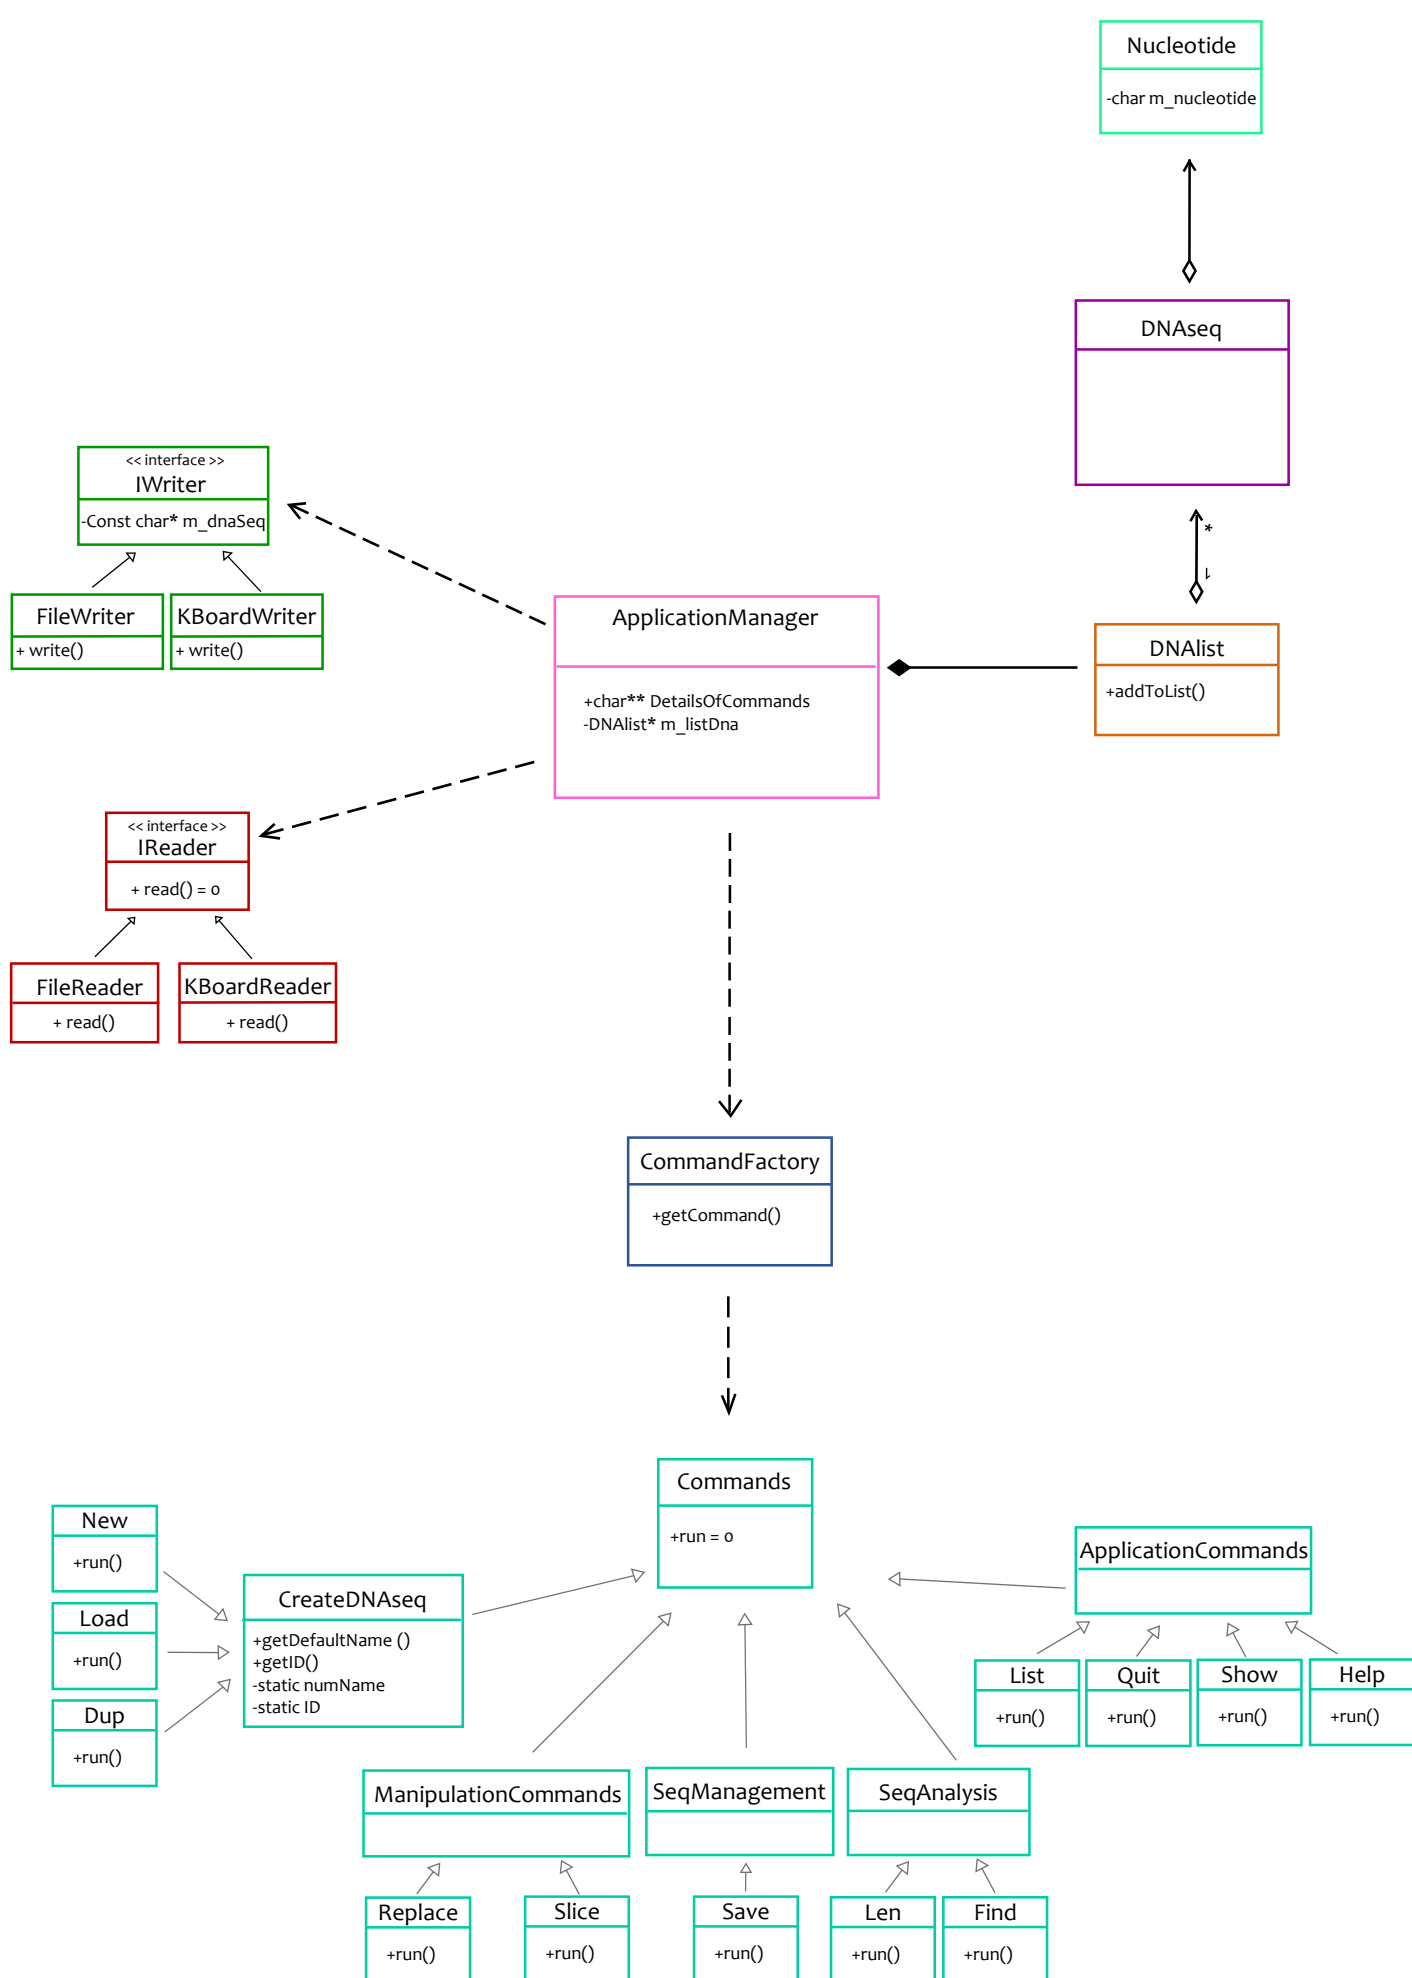 Nucleotide
-char m_nucleotide
DNAseq
*
1
<< interface >>
IWriter
-Const char* m_dnaSeq
FileWriter
+ write()
KBoardWriter
+ write()
ApplicationManager
+char** DetailsOfCommands
-DNAlist* m_listDna
DNAlist
+addToList()
<< interface >>
IReader
+ read() = 0
FileReader
+ read()
KBoardReader
+ read()
CommandFactory
+getCommand()
Commands
+run = 0
New
+run()
Load
+run()
Dup
+run()
CreateDNAseq
+getDefaultName ()
+getID()
-static numName
-static ID
ApplicationCommands
List
+run()
Quit
+run()
Show
+run()
Help
+run()
ManipulationCommands
SeqManagement
SeqAnalysis
Replace
+run()
Slice
+run()
Save
+run()
Len
+run()
Find
+run()